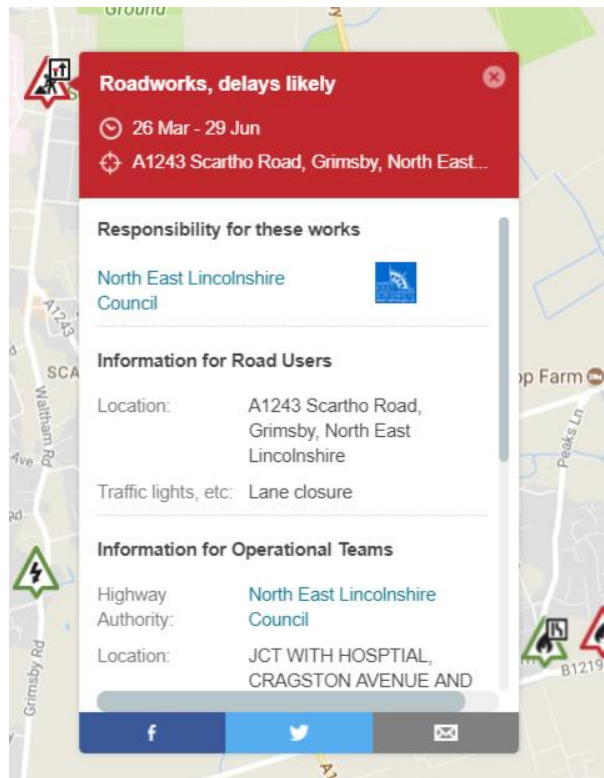 Ground
Roadworks, delays likely
26 Mar - 29 Jun
A1243 Scartho Road, Grimsby, North East...
Responsibility for these works
North East Lincolnshire
Council
Information for Road Users
Location: A1243 Scartho Road,
Grimsby, North East
Lincolnshire
Traffic lights, etc: Lane closure
Information for Operational Teams
Highway North East Lincolnshire
Authority: Council
Location: JCT WITH HOSPTIAL,
CRAGSTON AVENUE AND
A1243
SCA
Waltham Rd
Ave
Grimsby Rd
op Farm
Peaks Ln
B1219